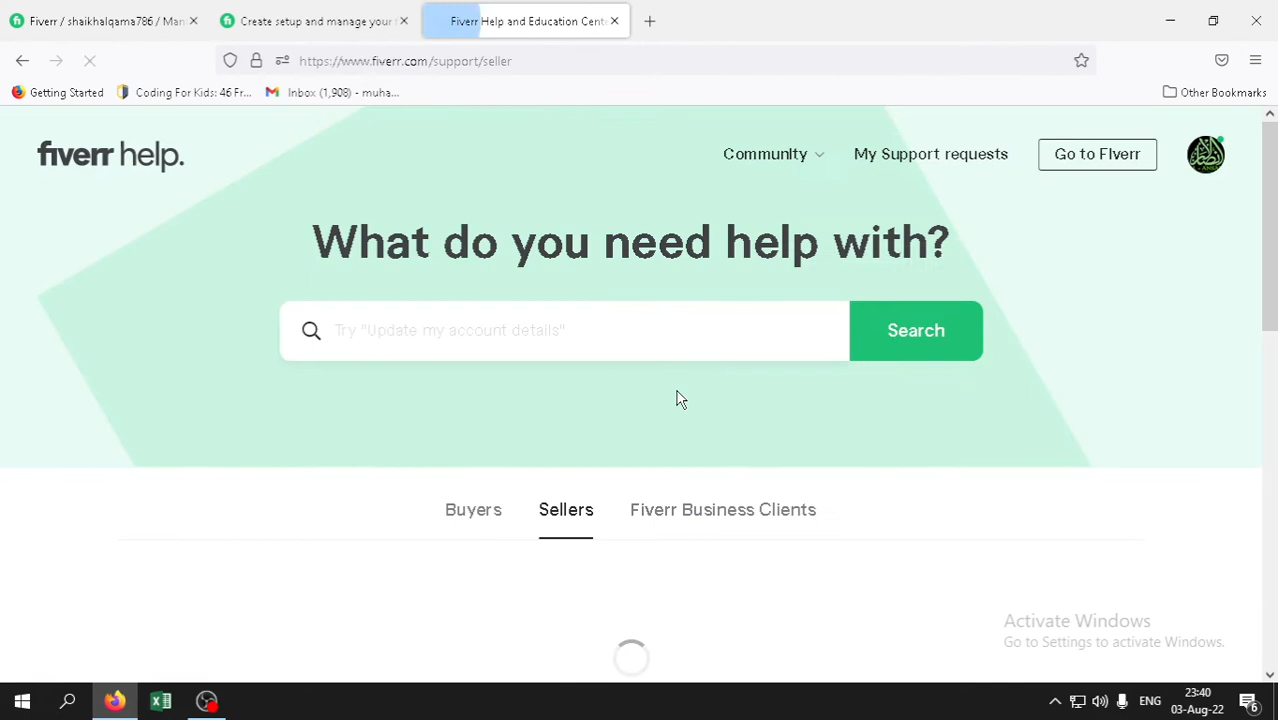 Fiverr / shaikhalqama786 / Man
Create setup and manage your
Fiverr Help and Education Cent
https://www.fiverr.com/support/seller
Getting Started
Coding For Kids: 46 Fr...
Inbox (1,908) - muha...
Other Bookmarks
fiverr help.
Community
My Support requests
Go to Fiverr
What do you need help with?
Try "Update my account details"
Search
Buyers
Sellers
Fiverr Business Clients
Activate Windows
Go to Settings to activate Windows.
ENG
23:40
03-Aug-22
6